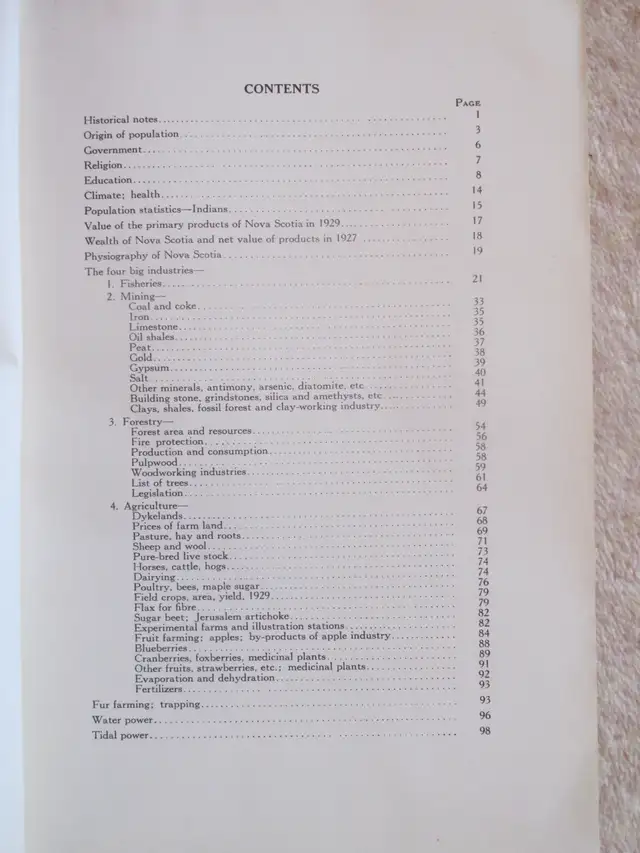 CONTENTS
PAGE
Historical notes 1
Origin of population 3
Government 6
Religion 7
Education 8
Climate; health 14
Population statistics—Indians 15
Value of the primary products of Nova Scotia in 1929 17
Wealth of Nova Scotia and net value of products in 1927 18
Physiography of Nova Scotia 19
The four big industries—
1. Fisheries 21
2. Mining—
Coal and coke 33
Iron 35
Limestone 35
Oil shales 36
Peat 37
Gold 38
Gypsum 39
Salt 40
Other minerals, antimony, arsenic, diatomite, etc 41
Building stone, grindstones, silica and amethysts, etc 44
Clays, shales, fossil forest and clay-working industry 49
3. Forestry—
Forest area and resources 54
Fire protection 56
Production and consumption 58
Pulpwood 58
Woodworking industries 59
List of trees 61
Legislation 64
4. Agriculture—
Dykelands 67
Prices of farm land 68
Pasture, hay and roots 69
Sheep and wool 71
Pure-bred live stock 73
Horses, cattle, hogs 74
Dairying 74
Poultry, bees, maple sugar 76
Field crops, area, yield, 1929 79
Flax for fibre 79
Sugar beet; Jerusalem artichoke 82
Experimental farms and illustration stations 82
Fruit farming; apples; by-products of apple industry 84
Blueberries 88
Cranberries, foxberries, medicinal plants 89
Other fruits, strawberries, etc.; medicinal plants 91
Evaporation and dehydration 92
Fertilizers 93
Fur farming; trapping 93
Water power 96
Tidal power 98